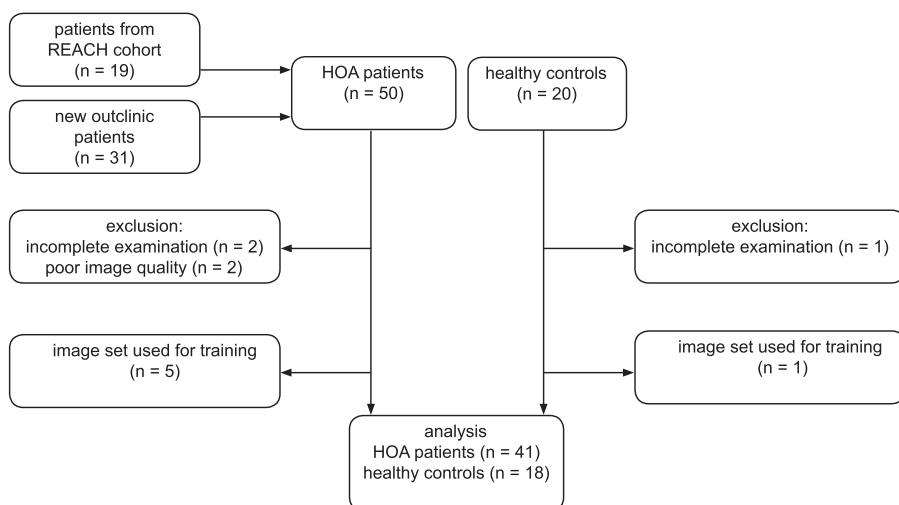 patients from
REACH cohort
(n = 19)
new outclinic
patients
(n = 31)
HOA patients
(n = 50)
healthy controls
(n = 20)
exclusion:
incomplete examination (n = 2)
poor image quality (n = 2)
exclusion:
incomplete examination (n = 1)
image set used for training
(n = 5)
image set used for training
(n = 1)
analysis
HOA patients (n = 41)
healthy controls (n = 18)